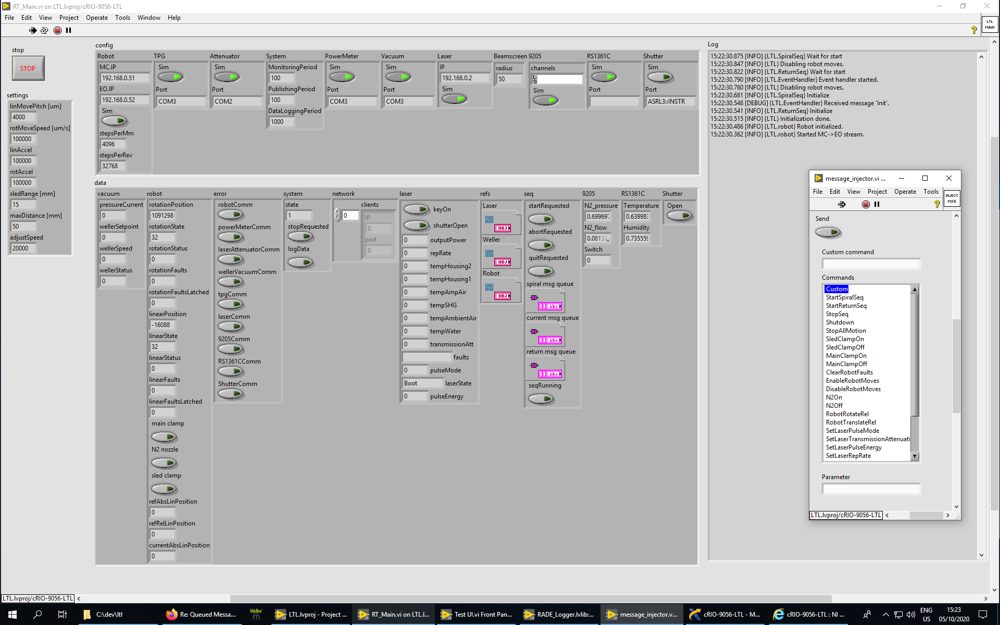 RT_Main.vi on LTL.lvproj/cRIO-9056-LTL
File Edit View Project Operate Tools Window Help
LTL
MAIN
stop
STOP
settings
linMovePitch [um]
4000
rotMoveSpeed [um/s]
100000
linAccel
100000
rotAccel
100000
sledRange [mm]
15
maxDistance [mm]
50
adjustSpeed
20000
config
Robot
MC.IP
192.168.0.51
EO.IP
192.168.0.52
Sim
stepsPerMm
4096
stepsPerRev
32768
TPG
Sim
Port
COM3
Attenuator
Sim
Port
COM2
System
MonitoringPeriod
100
PublishingPeriod
100
DataLoggingPeriod
1000
PowerMeter
Sim
Port
COM3
Vacuum
Sim
Port
COM3
Laser
IP
192.168.0.2
Sim
Beamscreen
radius
50
9205
channels
Sim
RS1361C
Sim
Port
Shutter
Sim
Port
ASRL3::INSTR
data
vacuum
pressureCurrent
0
wellerSetpoint
0
wellerSpeed
0
wellerStatus
0
robot
rotationPosition
1091298
rotationState
32
rotationStatus
0
rotationFaults
0
rotationFaultsLatched
0
linearPosition
-16088
linearState
32
linearStatus
0
linearFaults
0
linearFaultsLatched
0
main clamp
N2 nozzle
sled clamp
refAbsLinPosition
0
refRelLinPosition
0
currentAbsLinPosition
0
error
robotComm
powerMeterComm
laserAttenuatorComm
wellerVacuumComm
tpgComm
laserComm
9205Comm
RS1361CComm
ShutterComm
system
state
1
stopRequested
logData
network
0
clients
IP
0
port
0
laser
keyOn
shutterOpen
0 outputPower
0 repRate
0 tempHousing2
0 tempHousing1
0 tempAmpAir
0 tempSHG
0 tempAmbientAir
0 tempWater
0 transmissionAtt
faults
0 pulseMode
Boot laserState
0 pulseEnergy
refs
Laser
OBJ
Weller
OBJ
Robot
OBJ
seq
startRequested
abortRequested
quitRequested
spiral msg queue
abc
current msg queue
abc
return msg queue
abc
seqRunning
9205
N2_pressure
0.69969
N2_flow
0.0813
Switch
0
RS1361C
Temperature
0.63998
Humidity
0.73555
Shutter
Open
Log
15:22:30.875 [INFO] {LTL.SpiralSeq} Wait for start
15:22:30.847 [INFO] {LTL} Disabling robot moves.
15:22:30.822 [INFO] {LTL.ReturnSeq} Wait for start
15:22:30.790 [INFO] {LTL.EventHandler} Event handler started.
15:22:30.760 [INFO] {LTL} Disabling robot moves.
15:22:30.681 [INFO] {LTL.SpiralSeq} Initialize
15:22:30.548 [DEBUG] {LTL.EventHandler} Received message 'Init'.
15:22:30.541 [INFO] {LTL.ReturnSeq} Initialize
15:22:30.515 [INFO] {LTL} Initialization done.
15:22:30.486 [INFO] {LTL.robot} Robot initialized.
15:22:30.362 [INFO] {LTL.robot} Started MC->EO stream.
message_injector.vi ...
File Edit View Project Operate Tools
INJECT
MSG
Send
Custom command
Commands
Custom
StartSpiralSeq
StartReturnSeq
StopSeq
Shutdown
StopAllMotion
SledClampOn
SledClampOff
MainClampOn
MainClampOff
ClearRobotFaults
EnableRobotMoves
DisableRobotMoves
N2On
N2Off
RobotRotateRel
RobotTranslateRel
SetLaserPulseMode
SetLaserTransmissionAttenuati
SetLaserPulseEnergy
SetLaserRepRate
Parameter
LTL.lvproj/cRIO-9056-LTL
LTL.lvproj/cRIO-9056-LTL
C:\dev\ltl
Re: Queued Messa...
Weller
FT
LTL.lvproj - Project ...
RT_Main.vi on LTL.l...
Test UI.vi Front Pan...
RADE_Logger.lvlib:...
message_injector.v...
cRIO-9056-LTL - M...
cRIO-9056-LTL : NI ...
ENG
US
15:23
05/10/2020